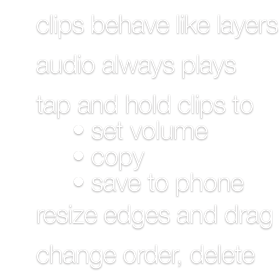 clips behave like layers
audio always plays
tap and hold clips to
• set volume
• copy
• save to phone
resize edges and drag
change order, delete